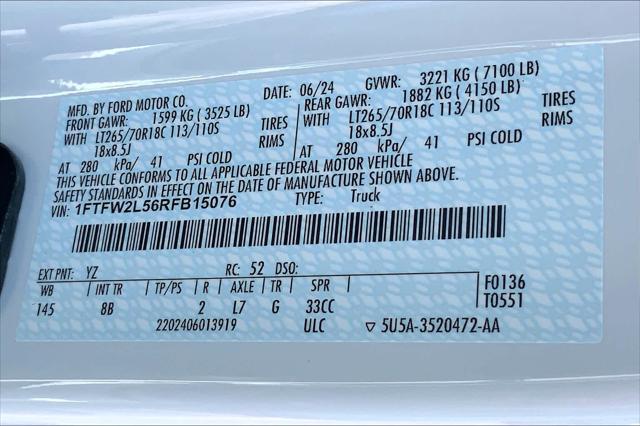 MFD. BY FORD MOTOR CO. DATE: 06/24 GVWR: 3221 KG ( 7100 LB)
FRONT GAWR: 1599 KG ( 3525 LB) REAR GAWR: 1882 KG ( 4150 LB)
WITH LT265/70R18C 113/110S TIRES WITH LT265/70R18C 113/110S TIRES
18x8.5J RIMS 18x8.5J RIMS
AT 280 kPa/ 41 PSI COLD AT 280 kPa/ 41 PSI COLD
THIS VEHICLE CONFORMS TO ALL APPLICABLE FEDERAL MOTOR VEHICLE
SAFETY STANDARDS IN EFFECT ON THE DATE OF MANUFACTURE SHOWN ABOVE.
VIN: 1FTFW2L56RFB15076 TYPE: Truck
EXT PNT: YZ RC: 52 DSO:
WB INT TR TP/PS R AXLE TR SPR F0136
145 8B 2 L7 G 33CC T0551
2202406013919 ULC ▽ 5U5A-3520472-AA